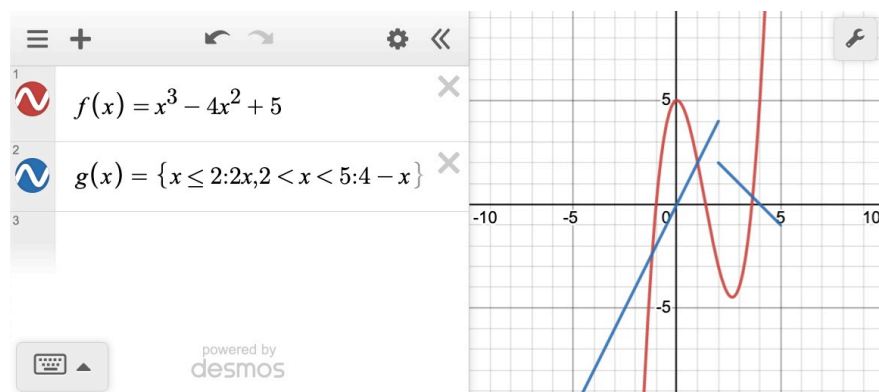 1
f(x) = x³ − 4x² + 5
2
g(x) = {x ≤ 2:2x,2 < x < 5:4 − x}
3
powered by
desmos
5
-10 -5 0 5 10
-5